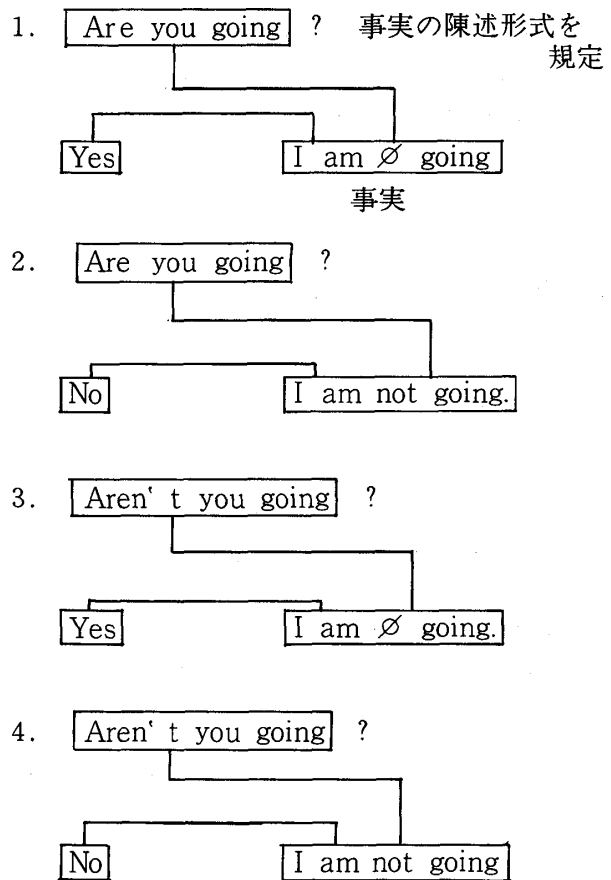 1. Are you going ? 事実の陳述形式を
規定
Yes I am ∅ going
事実
2. Are you going ?
No I am not going.
3. Aren' t you going ?
Yes I am ∅ going.
4. Aren' t you going ?
No I am not going